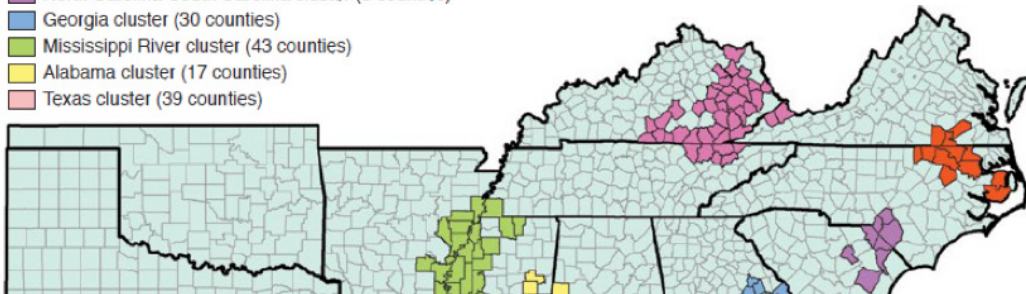 Georgia cluster (30 counties)
Mississippi River cluster (43 counties)
Alabama cluster (17 counties)
Texas cluster (39 counties)